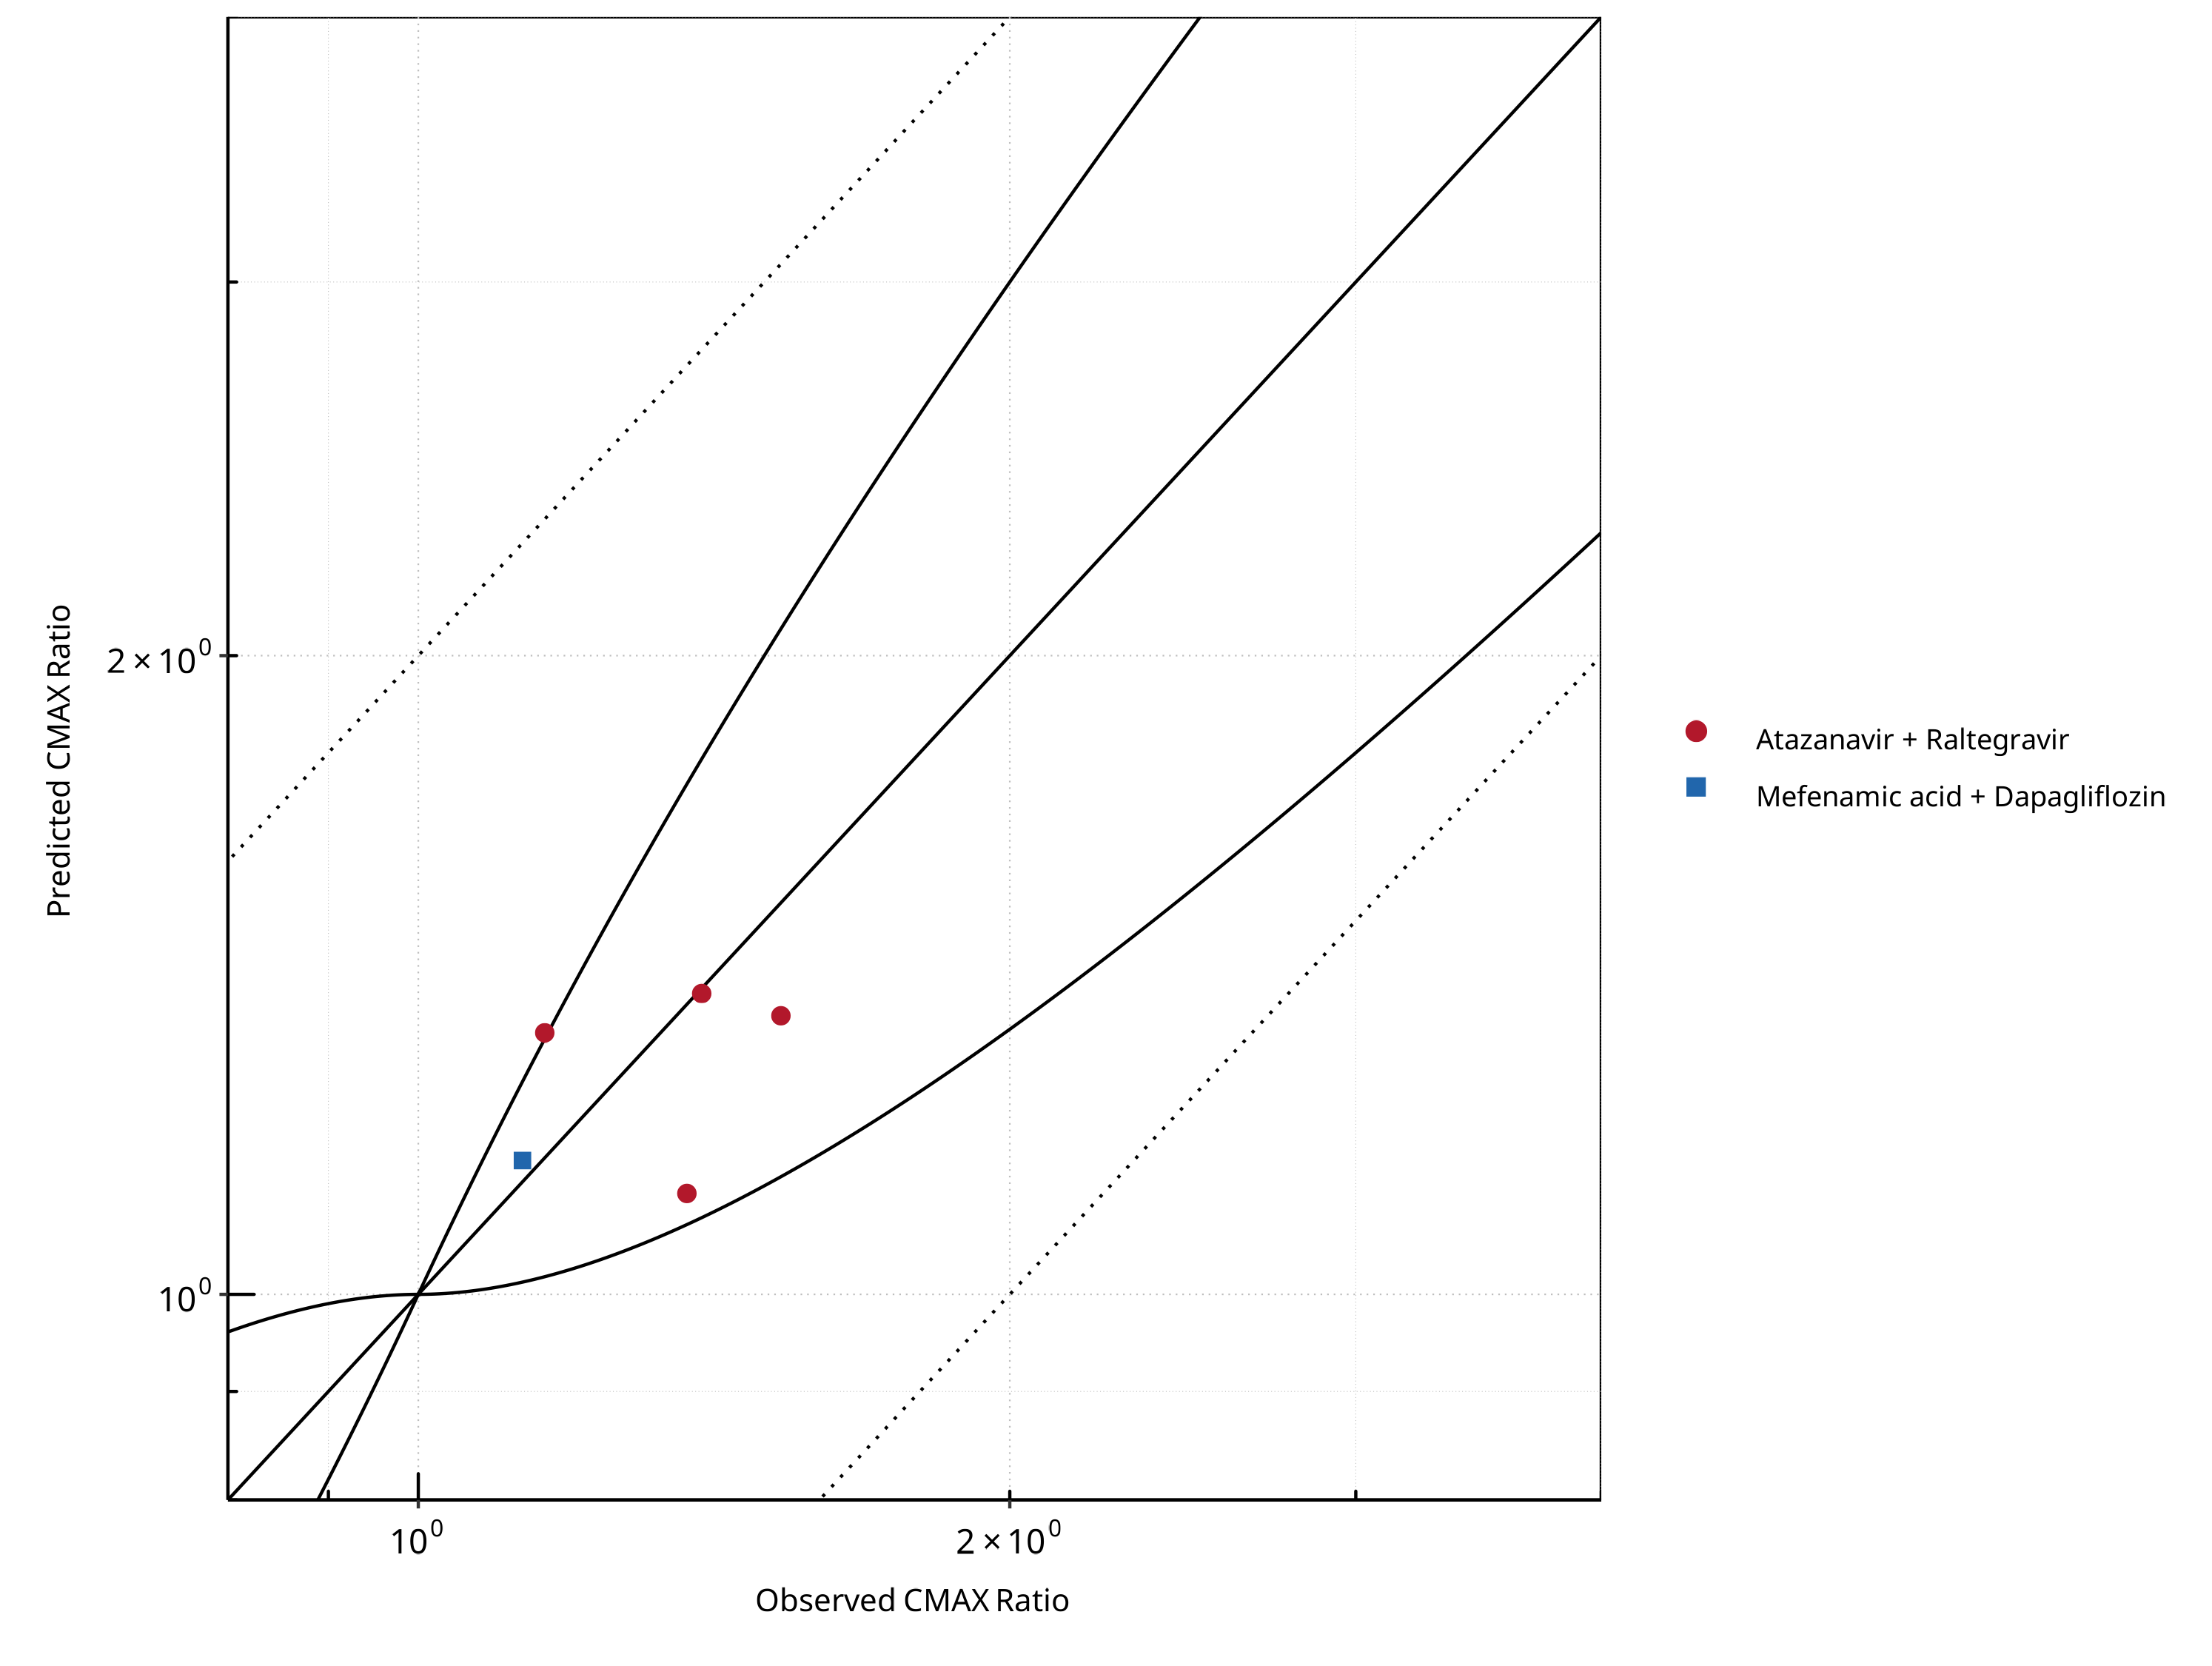 Predicted CMAX Ratio
2 × 10⁰
10⁰
10⁰
2 × 10⁰
Observed CMAX Ratio
Atazanavir + Raltegravir
Mefenamic acid + Dapagliflozin